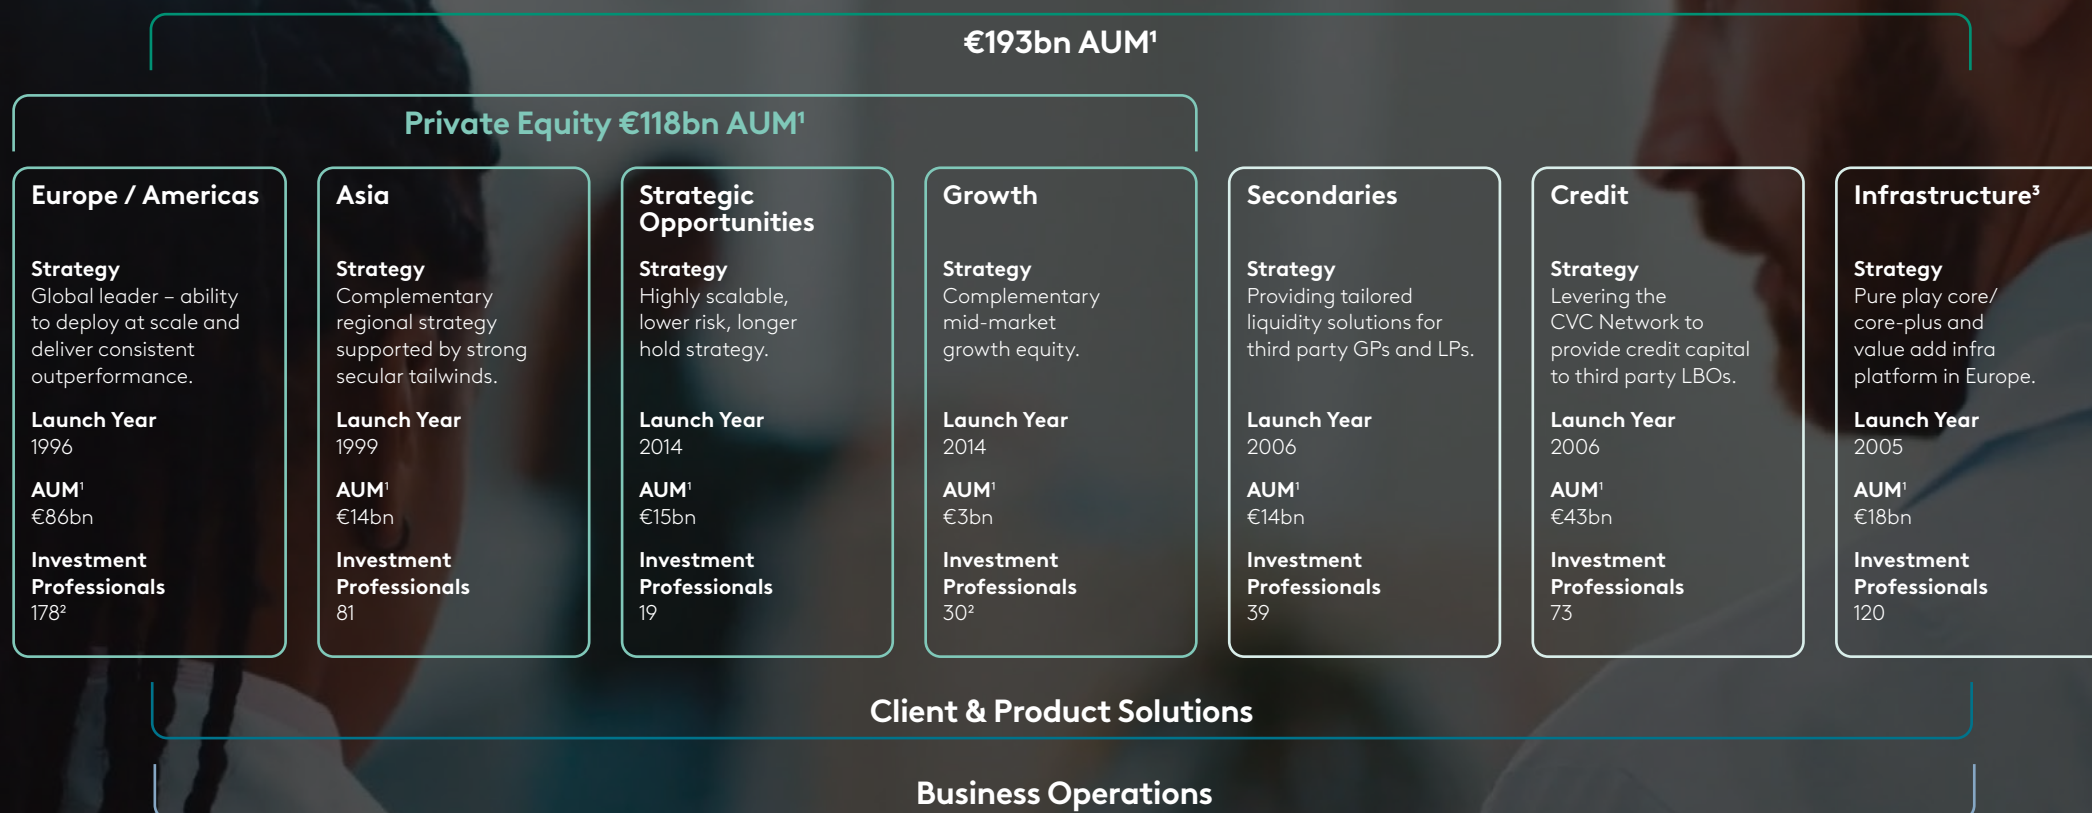 €193bn AUM¹
Private Equity €118bn AUM¹
Europe / Americas
Strategy
Global leader – ability
to deploy at scale and
deliver consistent
outperformance.
Launch Year
1996
AUM¹
€86bn
Investment
Professionals
178²
Asia
Strategy
Complementary
regional strategy
supported by strong
secular tailwinds.
Launch Year
1999
AUM¹
€14bn
Investment
Professionals
81
Strategic
Opportunities
Strategy
Highly scalable,
lower risk, longer
hold strategy.
Launch Year
2014
AUM¹
€15bn
Investment
Professionals
19
Growth
Strategy
Complementary
mid-market
growth equity.
Launch Year
2014
AUM¹
€3bn
Investment
Professionals
30²
Secondaries
Strategy
Providing tailored
liquidity solutions for
third party GPs and LPs.
Launch Year
2006
AUM¹
€14bn
Investment
Professionals
39
Credit
Strategy
Levering the
CVC Network to
provide credit capital
to third party LBOs.
Launch Year
2006
AUM¹
€43bn
Investment
Professionals
73
Infrastructure³
Strategy
Pure play core/
core-plus and
value add infra
platform in Europe.
Launch Year
2005
AUM¹
€18bn
Investment
Professionals
120
Client & Product Solutions
Business Operations